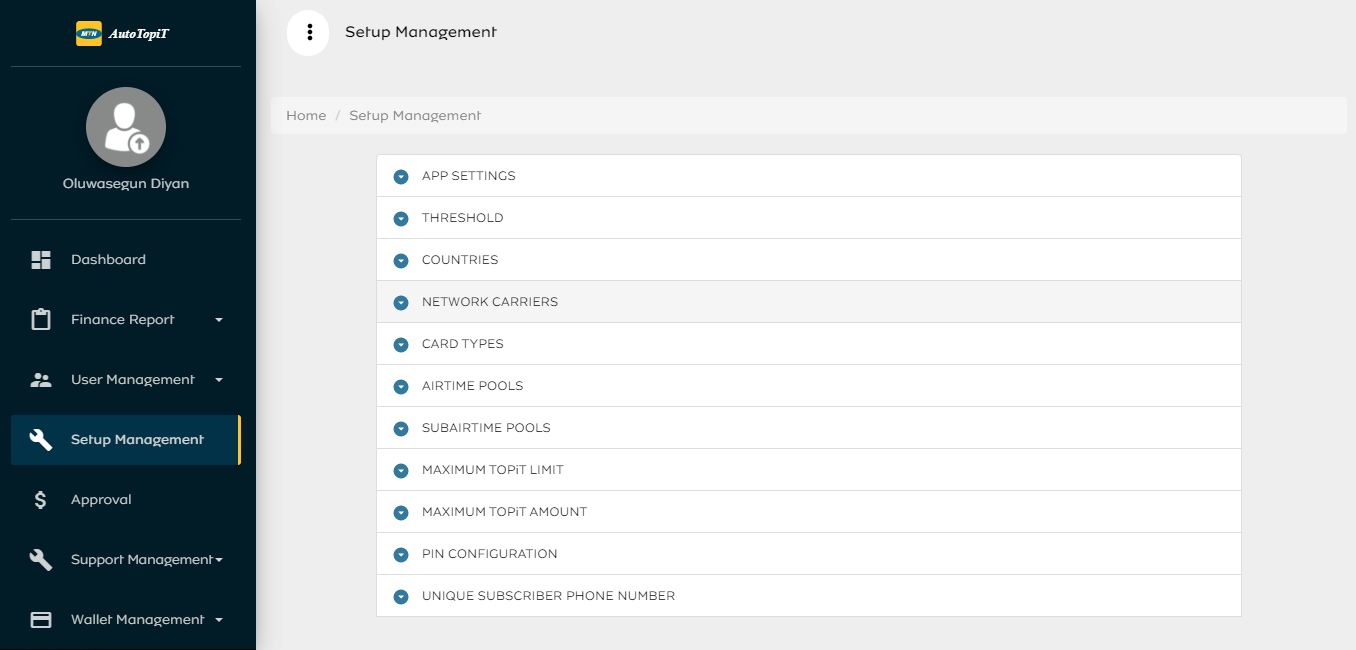 MTN AutoTopiT
Setup Management
Home / Setup Management
Oluwasegun Diyan
Dashboard
Finance Report
User Management
Setup Management
Approval
Support Management
Wallet Management
APP SETTINGS
THRESHOLD
COUNTRIES
NETWORK CARRIERS
CARD TYPES
AIRTIME POOLS
SUBAIRTIME POOLS
MAXIMUM TOPiT LIMIT
MAXIMUM TOPiT AMOUNT
PIN CONFIGURATION
UNIQUE SUBSCRIBER PHONE NUMBER